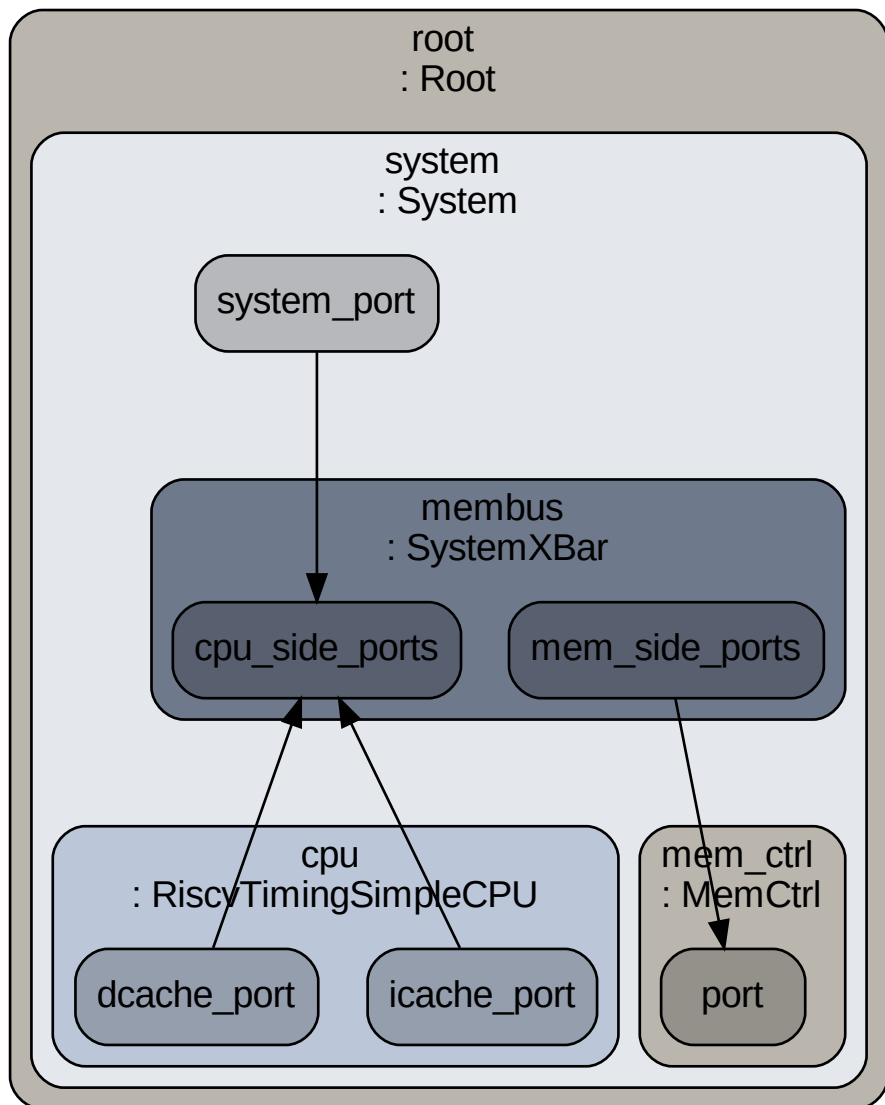 root
: Root
system
: System
system_port
membus
: SystemXBar
cpu_side_ports
mem_side_ports
cpu
: RiscvTimingSimpleCPU
mem_ctrl
: MemCtrl
dcache_port
icache_port
port